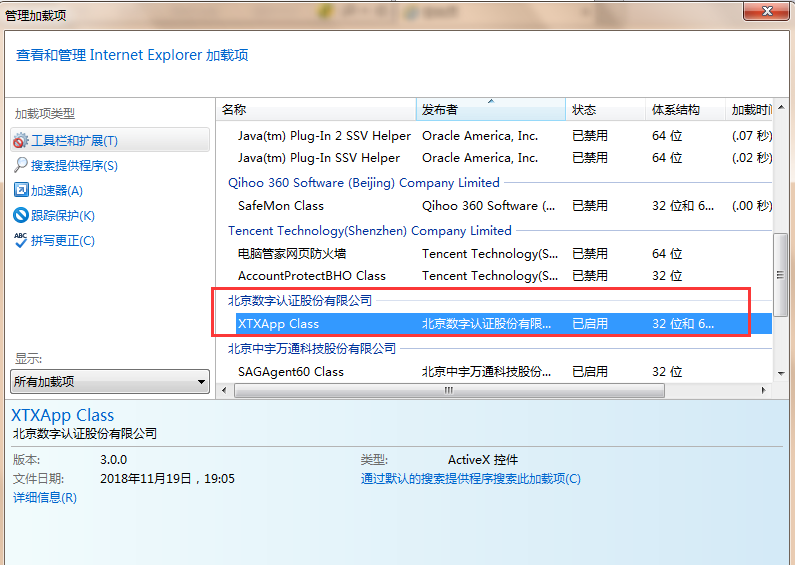 管理加载项
查看和管理 Internet Explorer 加载项
加载项类型
工具栏和扩展(T)
搜索提供程序(S)
加速器(A)
跟踪保护(K)
ABC 拼写更正(C)
显示:
所有加载项
名称 发布者 状态 体系结构 加载时间
Java(tm) Plug-In 2 SSV Helper Oracle America, Inc. 已禁用 64 位 (.07 秒)
Java(tm) Plug-In SSV Helper Oracle America, Inc. 已禁用 64 位 (.02 秒)
Qihoo 360 Software (Beijing) Company Limited
SafeMon Class Qihoo 360 Software (... 已禁用 32 位和 6... (.00 秒)
Tencent Technology(Shenzhen) Company Limited
电脑管家网页防火墙 Tencent Technology(S... 已禁用 64 位
AccountProtectBHO Class Tencent Technology(S... 已禁用 32 位
北京数字认证股份有限公司
XTXApp Class 北京数字认证股份有限... 已启用 32 位和 6...
北京中宇万通科技股份有限公司
SAGAgent60 Class 北京中宇万通科技股份... 已启用 32 位
XTXApp Class
北京数字认证股份有限公司
版本: 3.0.0 类型: ActiveX 控件
文件日期: 2018年11月19日，19:05 通过默认的搜索提供程序搜索此加载项(C)
详细信息(R)